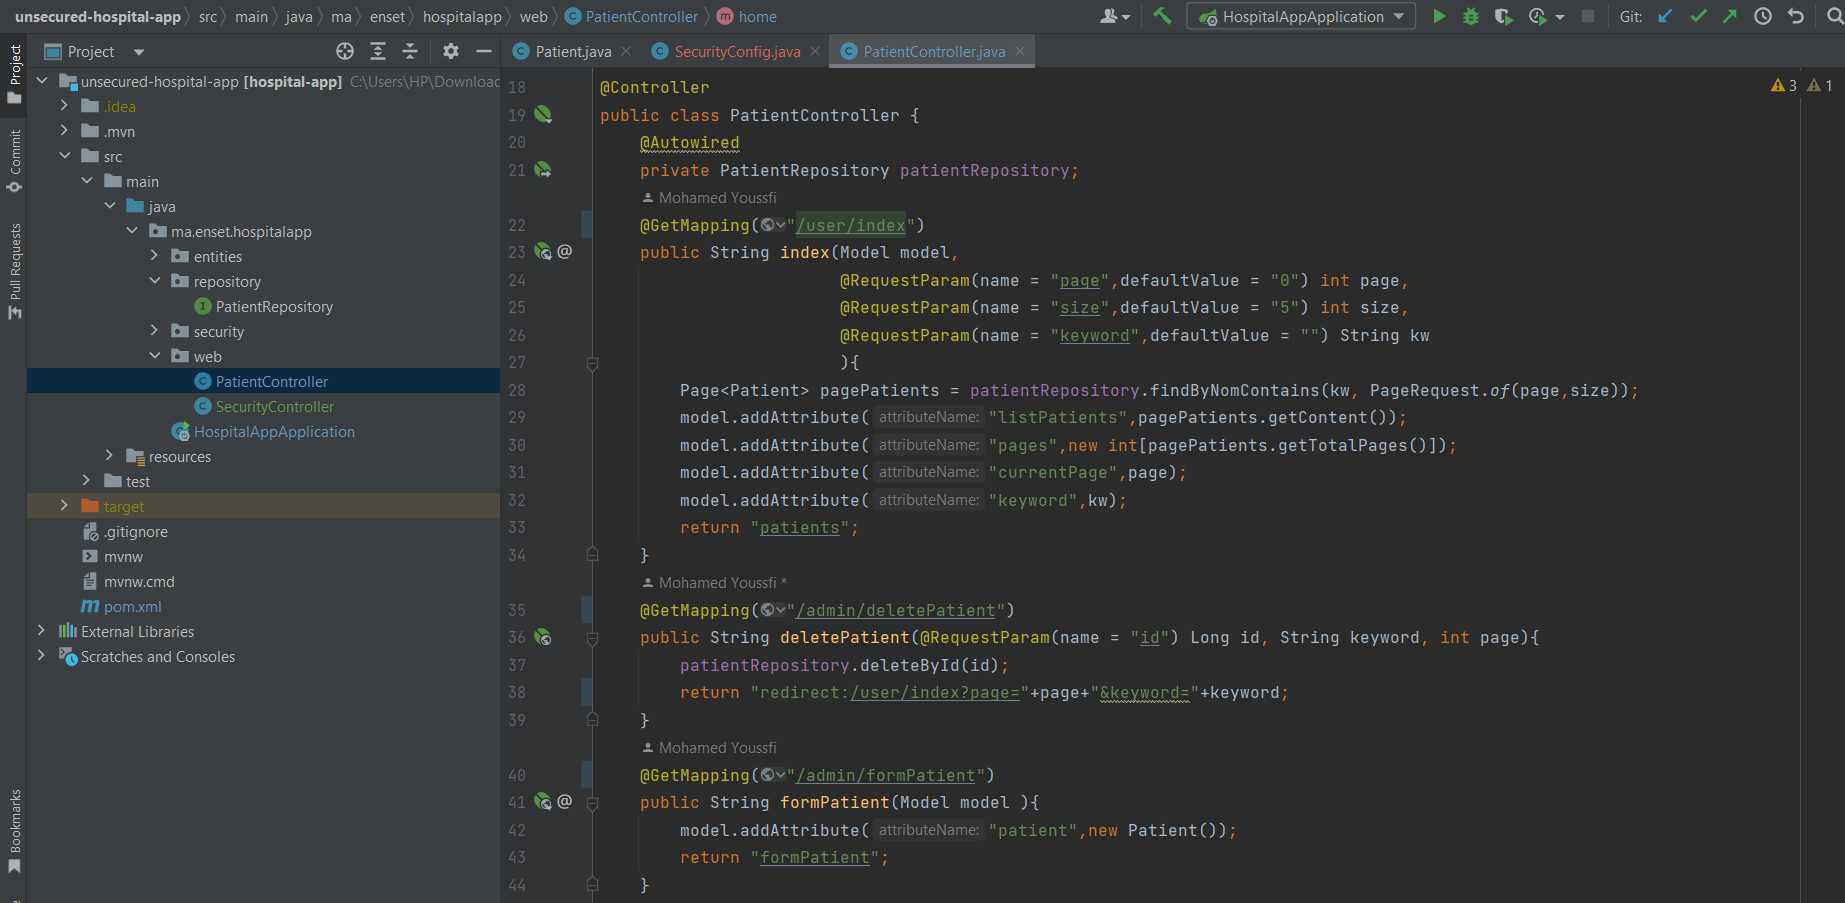 unsecured-hospital-app src main java ma enset hospitalapp web PatientController home
HospitalAppApplication
Git:
Project
Commit
Pull Requests
Bookmarks
Project
unsecured-hospital-app [hospital-app] C:\Users\HP\Downloac
.idea
.mvn
src
main
java
ma.enset.hospitalapp
entities
repository
PatientRepository
security
web
PatientController
SecurityController
HospitalAppApplication
resources
test
target
.gitignore
mvnw
mvnw.cmd
pom.xml
External Libraries
Scratches and Consoles
Patient.java SecurityConfig.java PatientController.java
3 1
18 @Controller
19 public class PatientController {
20 @Autowired
21 private PatientRepository patientRepository;
Mohamed Youssfi
22 @GetMapping("/user/index")
23 @ public String index(Model model,
24 @RequestParam(name = "page",defaultValue = "0") int page,
25 @RequestParam(name = "size",defaultValue = "5") int size,
26 @RequestParam(name = "keyword",defaultValue = "") String kw
27 ){
28 Page<Patient> pagePatients = patientRepository.findByNomContains(kw, PageRequest.of(page,size));
29 model.addAttribute( attributeName: "listPatients",pagePatients.getContent());
30 model.addAttribute( attributeName: "pages",new int[pagePatients.getTotalPages()]);
31 model.addAttribute( attributeName: "currentPage",page);
32 model.addAttribute( attributeName: "keyword",kw);
33 return "patients";
34 }
Mohamed Youssfi *
35 @GetMapping("/admin/deletePatient")
36 public String deletePatient(@RequestParam(name = "id") Long id, String keyword, int page){
37 patientRepository.deleteById(id);
38 return "redirect:/user/index?page="+page+"&keyword="+keyword;
39 }
Mohamed Youssfi
40 @GetMapping("/admin/formPatient")
41 @ public String formPatient(Model model ){
42 model.addAttribute( attributeName: "patient",new Patient());
43 return "formPatient";
44 }